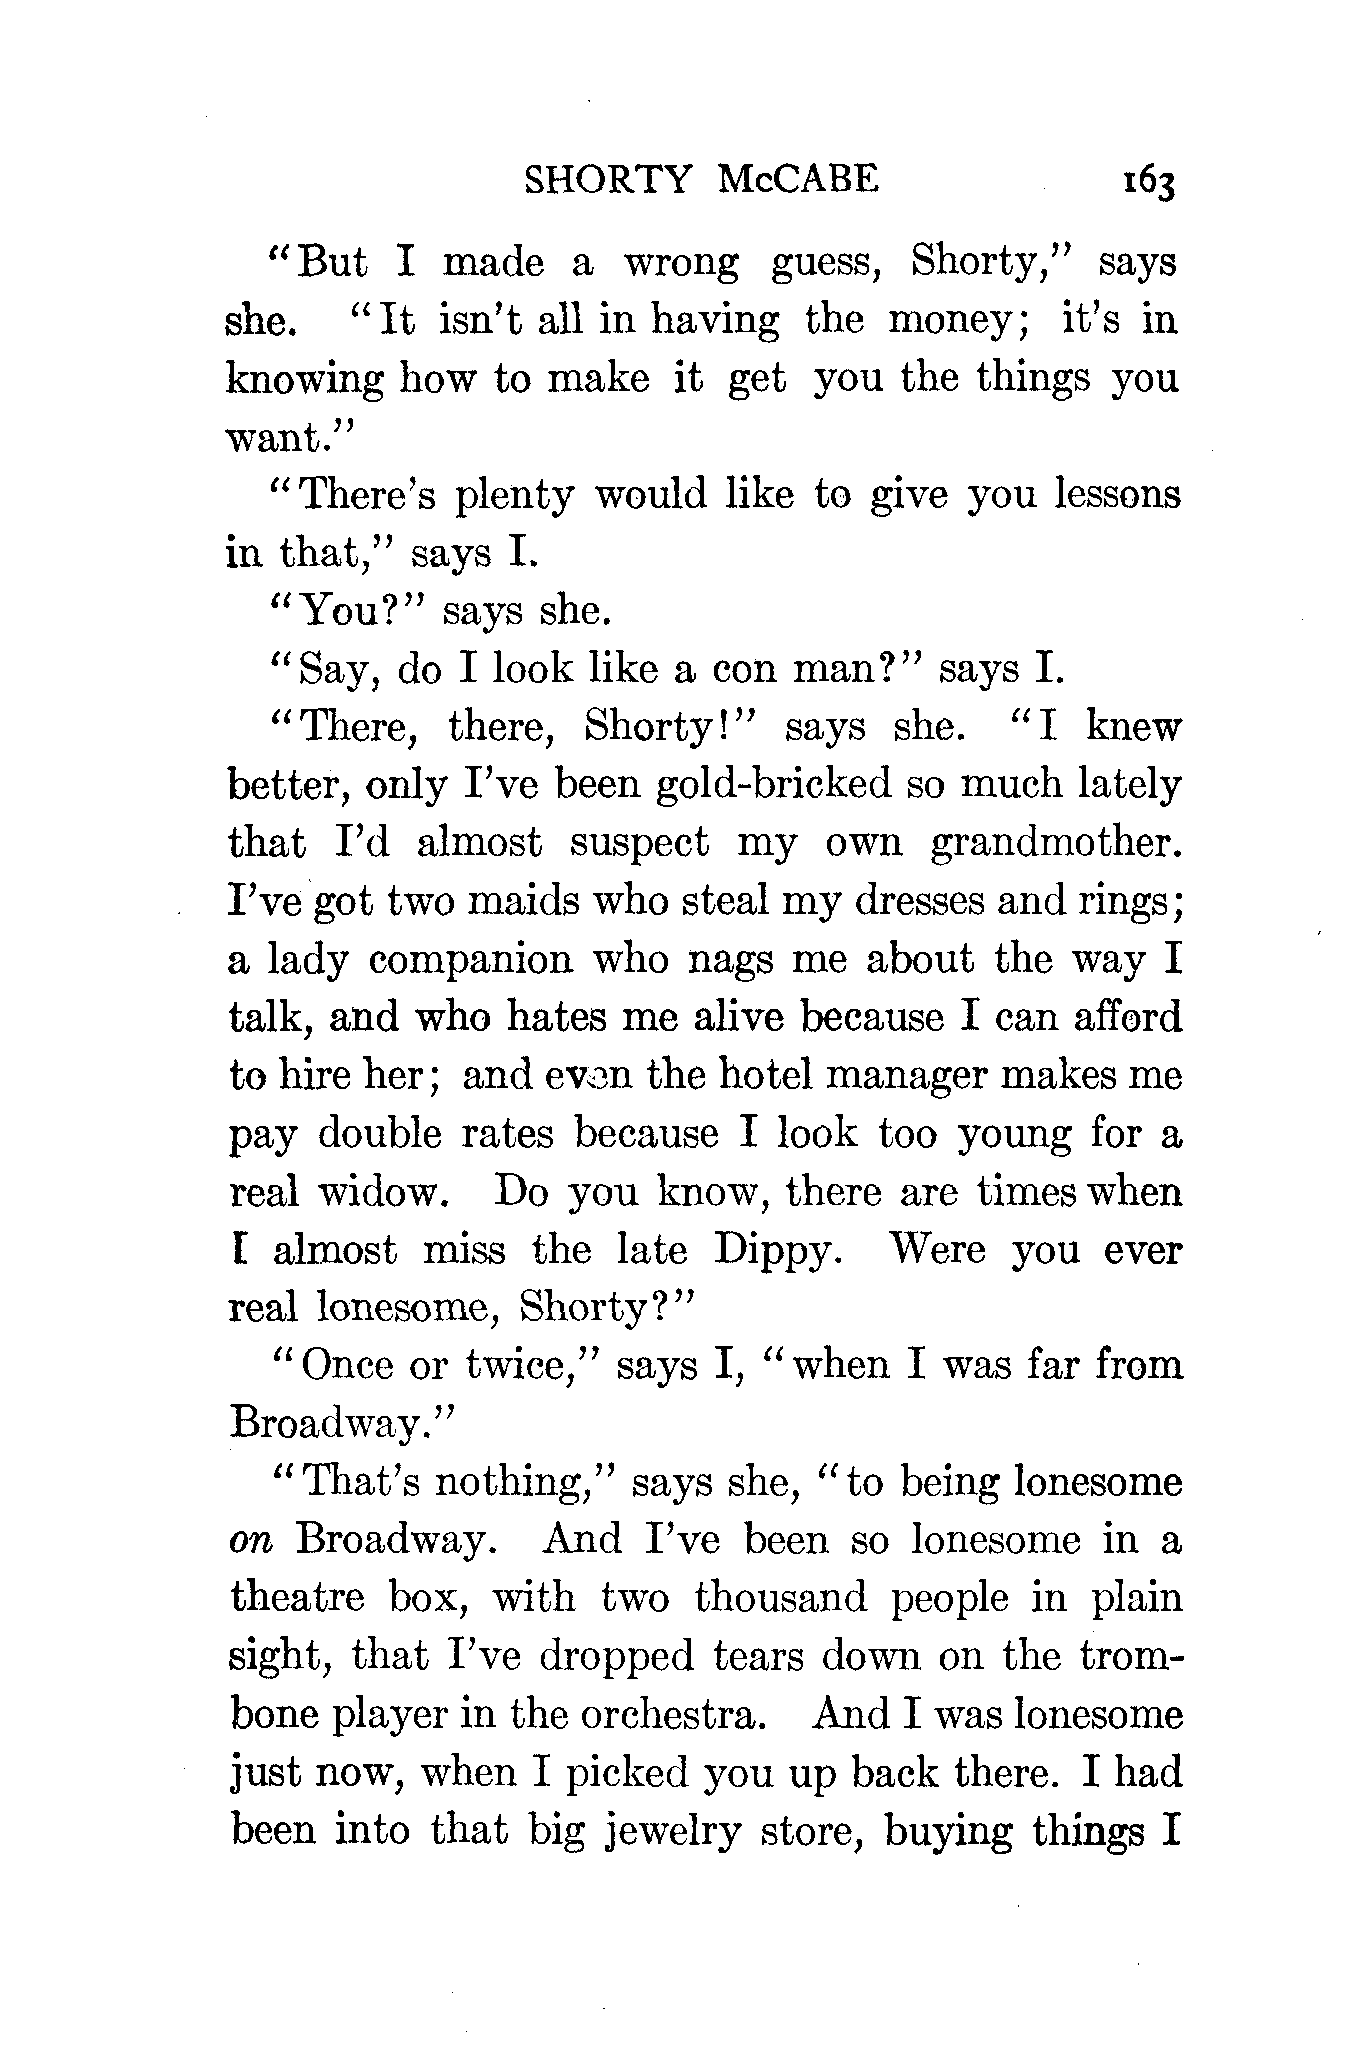 SHORTY McCABE 163
"But I made a wrong guess, Shorty," says
she. "It isn't all in having the money; it's in
knowing how to make it get you the things you
want."
"There's plenty would like to give you lessons
in that," says I.
"You?" says she.
"Say, do I look like a con man?" says I.
"There, there, Shorty!" says she. "I knew
better, only I've been gold-bricked so much lately
that I'd almost suspect my own grandmother.
I've got two maids who steal my dresses and rings;
a lady companion who nags me about the way I
talk, and who hates me alive because I can afford
to hire her; and even the hotel manager makes me
pay double rates because I look too young for a
real widow. Do you know, there are times when
I almost miss the late Dippy. Were you ever
real lonesome, Shorty?"
"Once or twice," says I, "when I was far from
Broadway."
"That's nothing," says she, "to being lonesome
on Broadway. And I've been so lonesome in a
theatre box, with two thousand people in plain
sight, that I've dropped tears down on the trom-
bone player in the orchestra. And I was lonesome
just now, when I picked you up back there. I had
been into that big jewelry store, buying things I